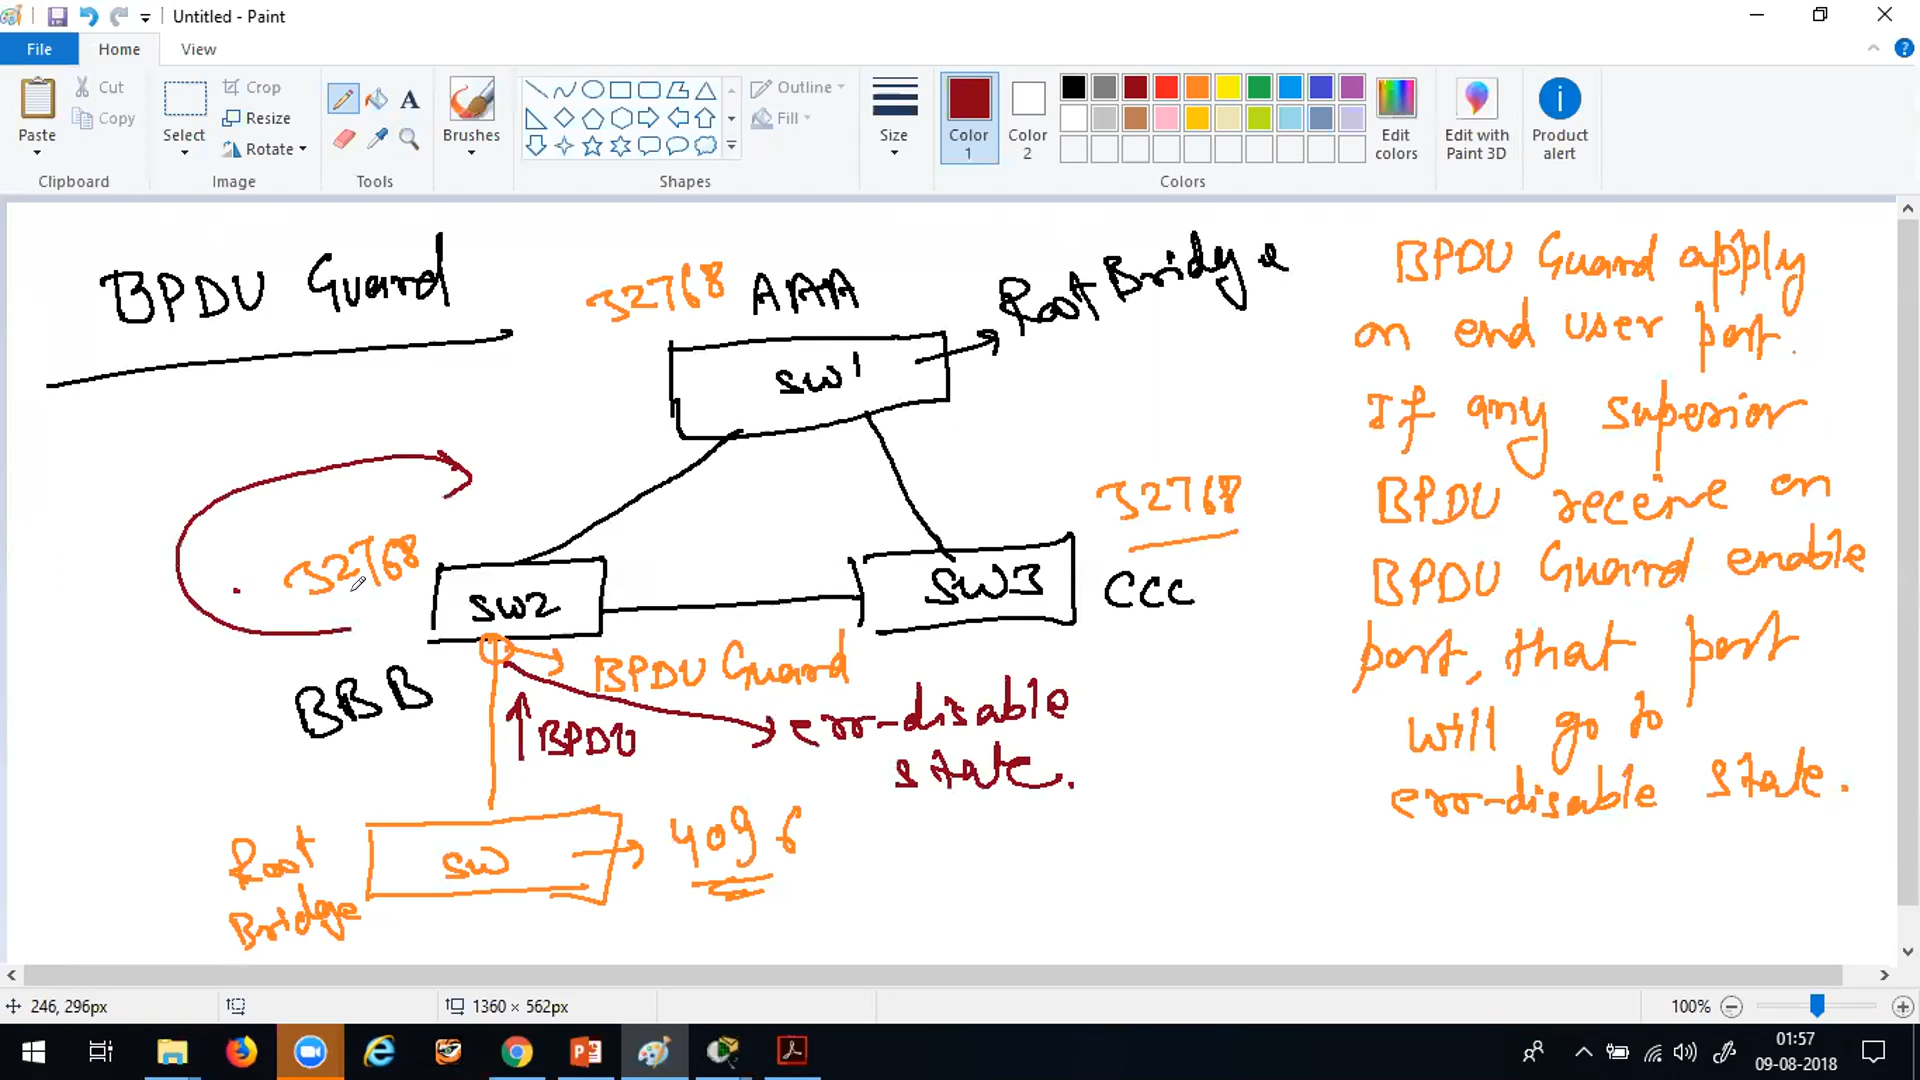 Untitled - Paint
File Home View
Paste
Cut
Copy
Clipboard
Select
Crop
Resize
Rotate
Image
Tools
Brushes
Shapes
Outline
Fill
Size
Color 1
Color 2
Edit colors
Colors
Edit with Paint 3D
Product alert
BPDU Guard
32768 AAA
Root Bridge
SW1
32768
SW2
BBB
32768
SW3
CCC
BPDU Guard
BPDU
err-disable
state.
SW
4096
Root
Bridge
BPDU Guard apply
on end user port.
If any superior
BPDU receive on
BPDU Guard enable
port, that port
will go to
err-disable state.
246, 296px
1360 × 562px
100%
01:57
09-08-2018